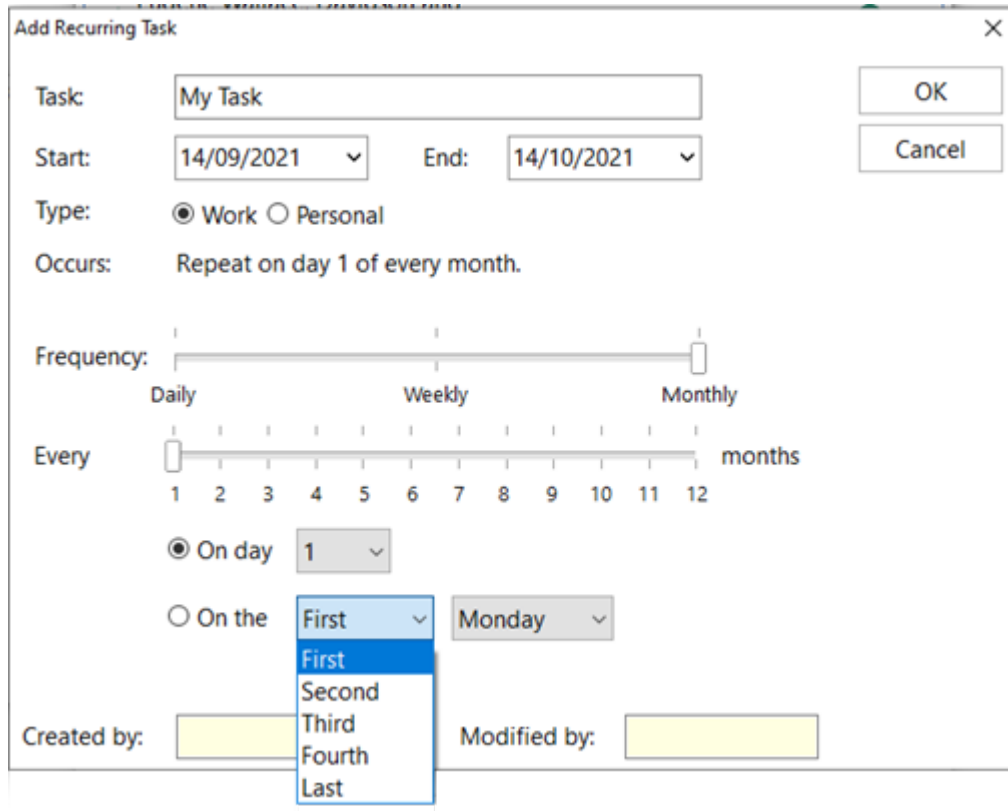 Add Recurring Task
Task: My Task OK
Start: 14/09/2021 End: 14/10/2021 Cancel
Type: Work Personal
Occurs: Repeat on day 1 of every month.
Frequency:
Daily Weekly Monthly
Every months
1 2 3 4 5 6 7 8 9 10 11 12
On day 1
On the First Monday
First
Second
Third
Created by: Modified by:
Fourth
Last